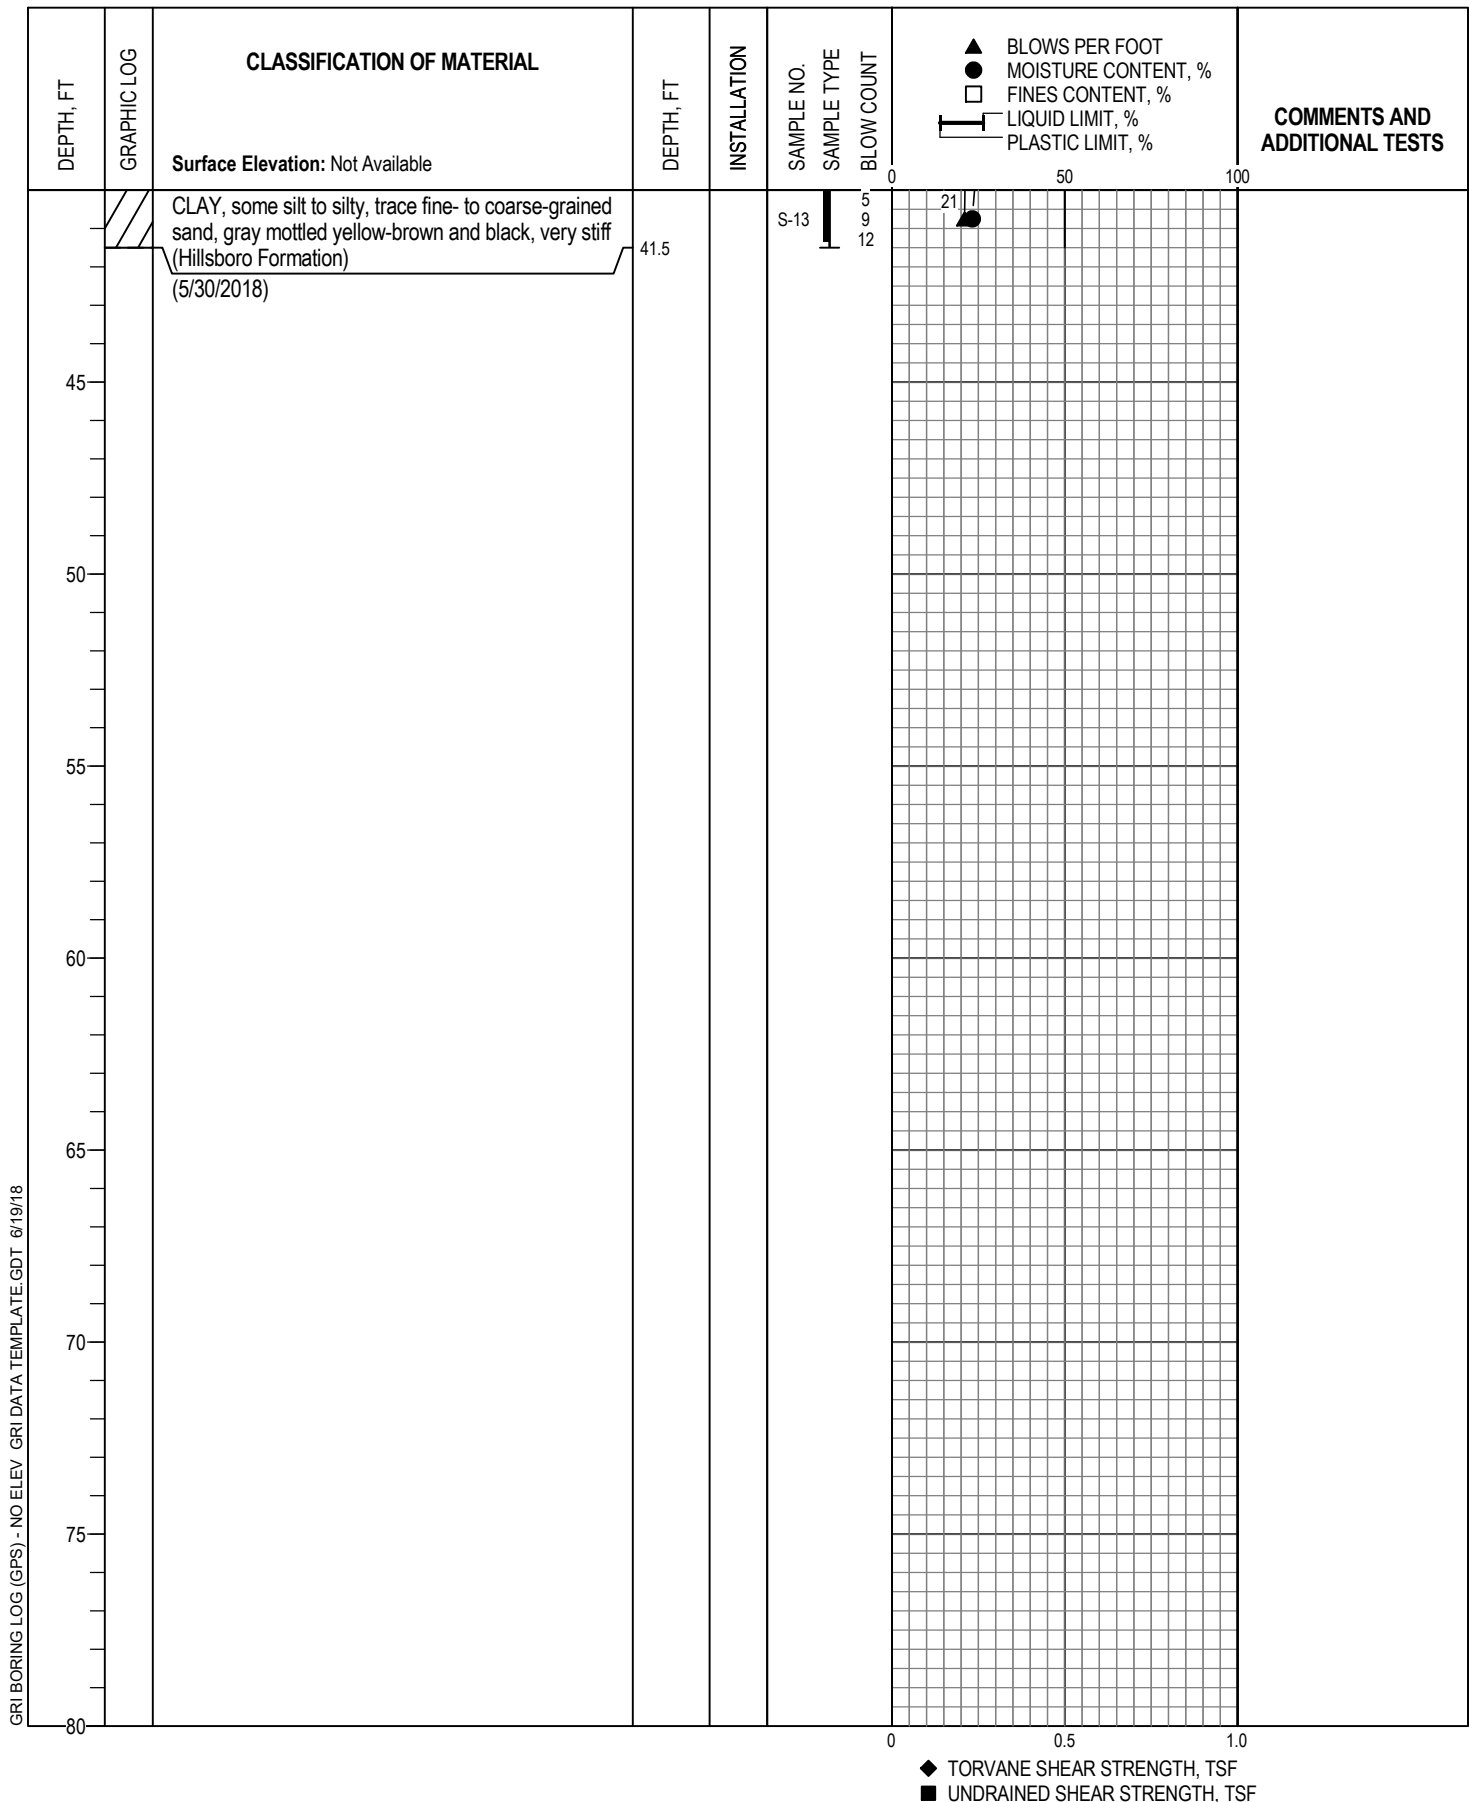 DEPTH, FT
GRAPHIC LOG
CLASSIFICATION OF MATERIAL
Surface Elevation: Not Available
DEPTH, FT
INSTALLATION
SAMPLE NO.
SAMPLE TYPE
BLOW COUNT
BLOWS PER FOOT
MOISTURE CONTENT, %
FINES CONTENT, %
LIQUID LIMIT, %
PLASTIC LIMIT, %
0 50 100
COMMENTS AND
ADDITIONAL TESTS
CLAY, some silt to silty, trace fine- to coarse-grained
sand, gray mottled yellow-brown and black, very stiff
(Hillsboro Formation)
(5/30/2018)
41.5
S-13
5
9
12
21
45
50
55
60
65
70
75
80
0 0.5 1.0
TORVANE SHEAR STRENGTH, TSF
UNDRAINED SHEAR STRENGTH, TSF
GRI BORING LOG (GPS) - NO ELEV GRI DATA TEMPLATE.GDT 6/19/18